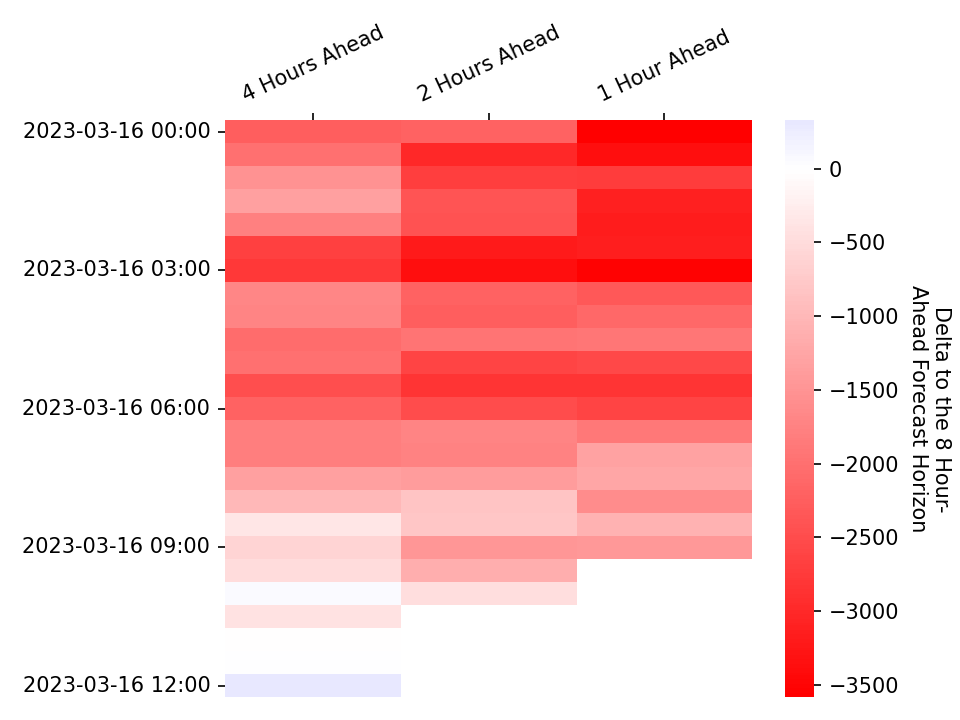 4 Hours Ahead
2 Hours Ahead
1 Hour Ahead
2023-03-16 00:00
2023-03-16 03:00
2023-03-16 06:00
2023-03-16 09:00
2023-03-16 12:00
0
−500
−1000
−1500
−2000
−2500
−3000
−3500
Delta to the 8 Hour-
Ahead Forecast Horizon